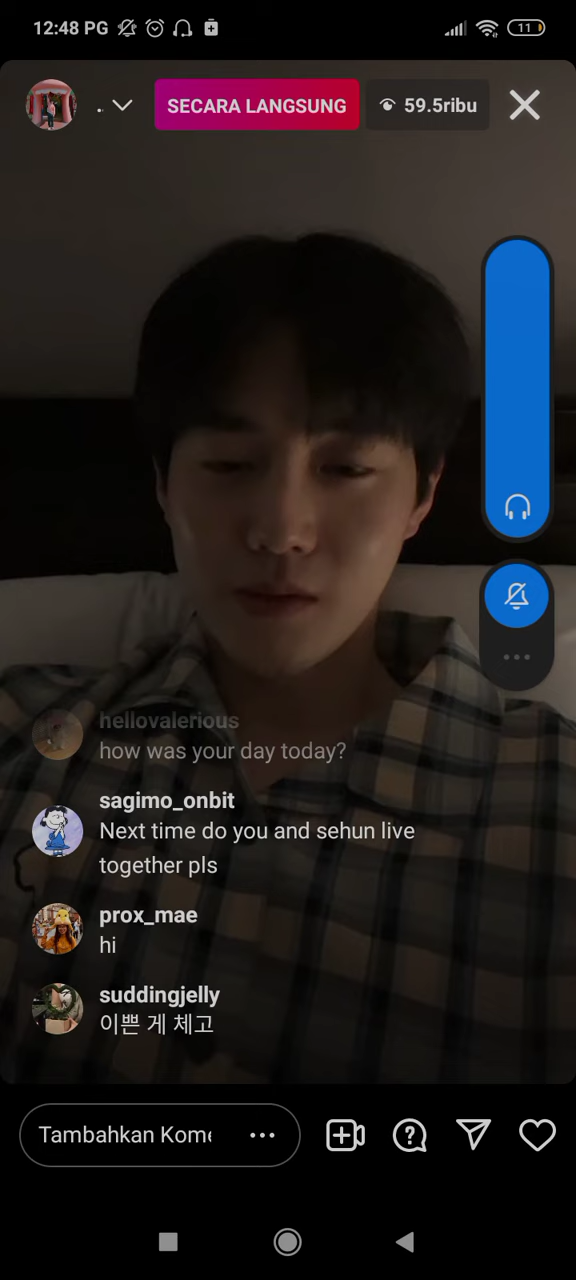 12:48 PG
11
.
SECARA LANGSUNG
59.5ribu
hellovalerious
how was your day today?
sagimo_onbit
Next time do you and sehun live
together pls
prox_mae
hi
suddingjelly
이쁜 게 체고
Tambahkan Kome